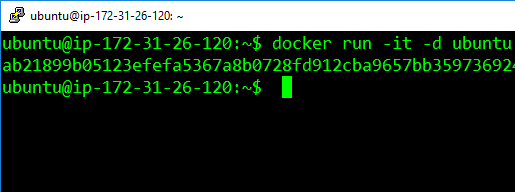 ubuntu@ip-172-31-26-120: ~
ubuntu@ip-172-31-26-120:~$ docker run -it -d ubuntu
ab21899b05123efefa5367a8b0728fd912cba9657bb35973692
ubuntu@ip-172-31-26-120:~$